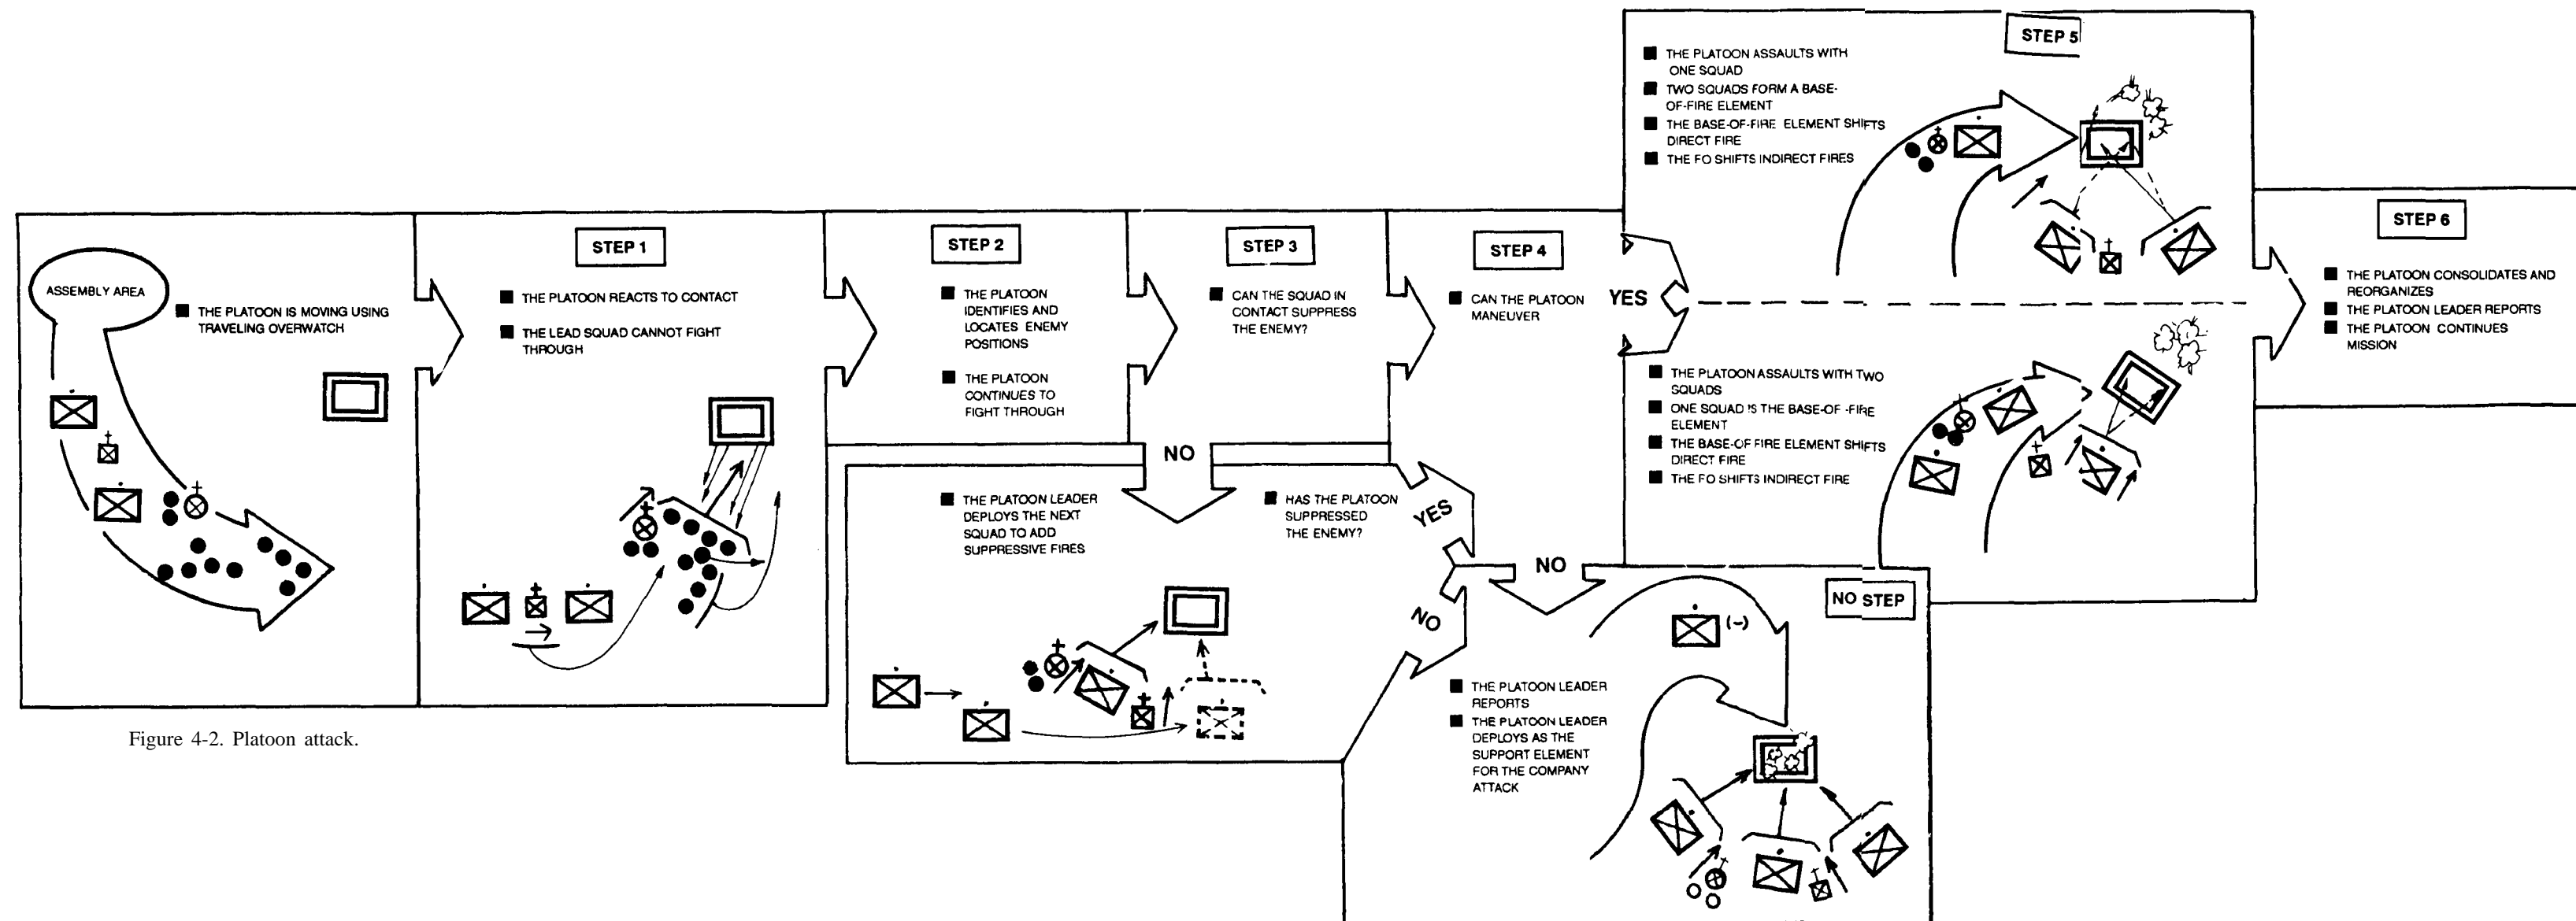 ASSEMBLY AREA
■ THE PLATOON IS MOVING USING
TRAVELING OVERWATCH
Figure 4-2. Platoon attack.
STEP 1
■ THE PLATOON REACTS TO CONTACT
■ THE LEAD SQUAD CANNOT FIGHT
THROUGH
STEP 2
■ THE PLATOON
IDENTIFIES AND
LOCATES ENEMY
POSITIONS
■ THE PLATOON
CONTINUES TO
FIGHT THROUGH
STEP 3
■ CAN THE SQUAD IN
CONTACT SUPPRESS
THE ENEMY?
NO
■ THE PLATOON LEADER
DEPLOYS THE NEXT
SQUAD TO ADD
SUPPRESSIVE FIRES
■ HAS THE PLATOON
SUPPRESSED
THE ENEMY?
YES
NO
STEP 4
■ CAN THE PLATOON
MANEUVER
YES
NO
STEP 5
■ THE PLATOON ASSAULTS WITH
ONE SQUAD
■ TWO SQUADS FORM A BASE-
OF-FIRE ELEMENT
■ THE BASE-OF-FIRE ELEMENT SHIFTS
DIRECT FIRE
■ THE FO SHIFTS INDIRECT FIRES
■ THE PLATOON ASSAULTS WITH TWO
SQUADS
■ ONE SQUAD IS THE BASE-OF -FIRE
ELEMENT
■ THE BASE-OF FIRE ELEMENT SHIFTS
DIRECT FIRE
■ THE FO SHIFTS INDIRECT FIRE
NO STEP
(-)
■ THE PLATOON LEADER
REPORTS
■ THE PLATOON LEADER
DEPLOYS AS THE
SUPPORT ELEMENT
FOR THE COMPANY
ATTACK
STEP 6
■ THE PLATOON CONSOLIDATES AND
REORGANIZES
■ THE PLATOON LEADER REPORTS
■ THE PLATOON CONTINUES
MISSION